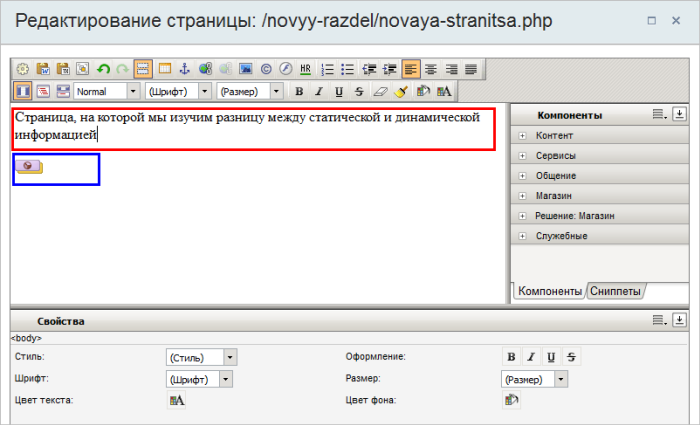 Редактирование страницы: /novyy-razdel/novaya-stranitsa.php
HR
Normal (Шрифт) (Размер) B I U S A
Страница, на которой мы изучим разницу между статической и динамической
информацией
Компоненты
Контент
Сервисы
Общение
Магазин
Решение: Магазин
Служебные
Компоненты Сниппеты
Свойства
<body>
Стиль: (Стиль) Оформление: B I U S
Шрифт: (Шрифт) Размер: (Размер)
Цвет текста: A Цвет фона: